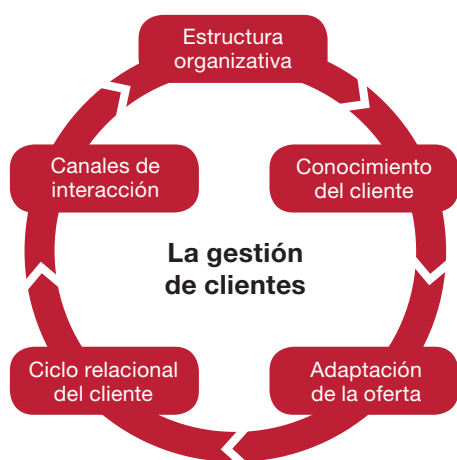 Estructura
organizativa
Canales de
interacción
Conocimiento
del cliente
La gestión
de clientes
Ciclo relacional
del cliente
Adaptación
de la oferta